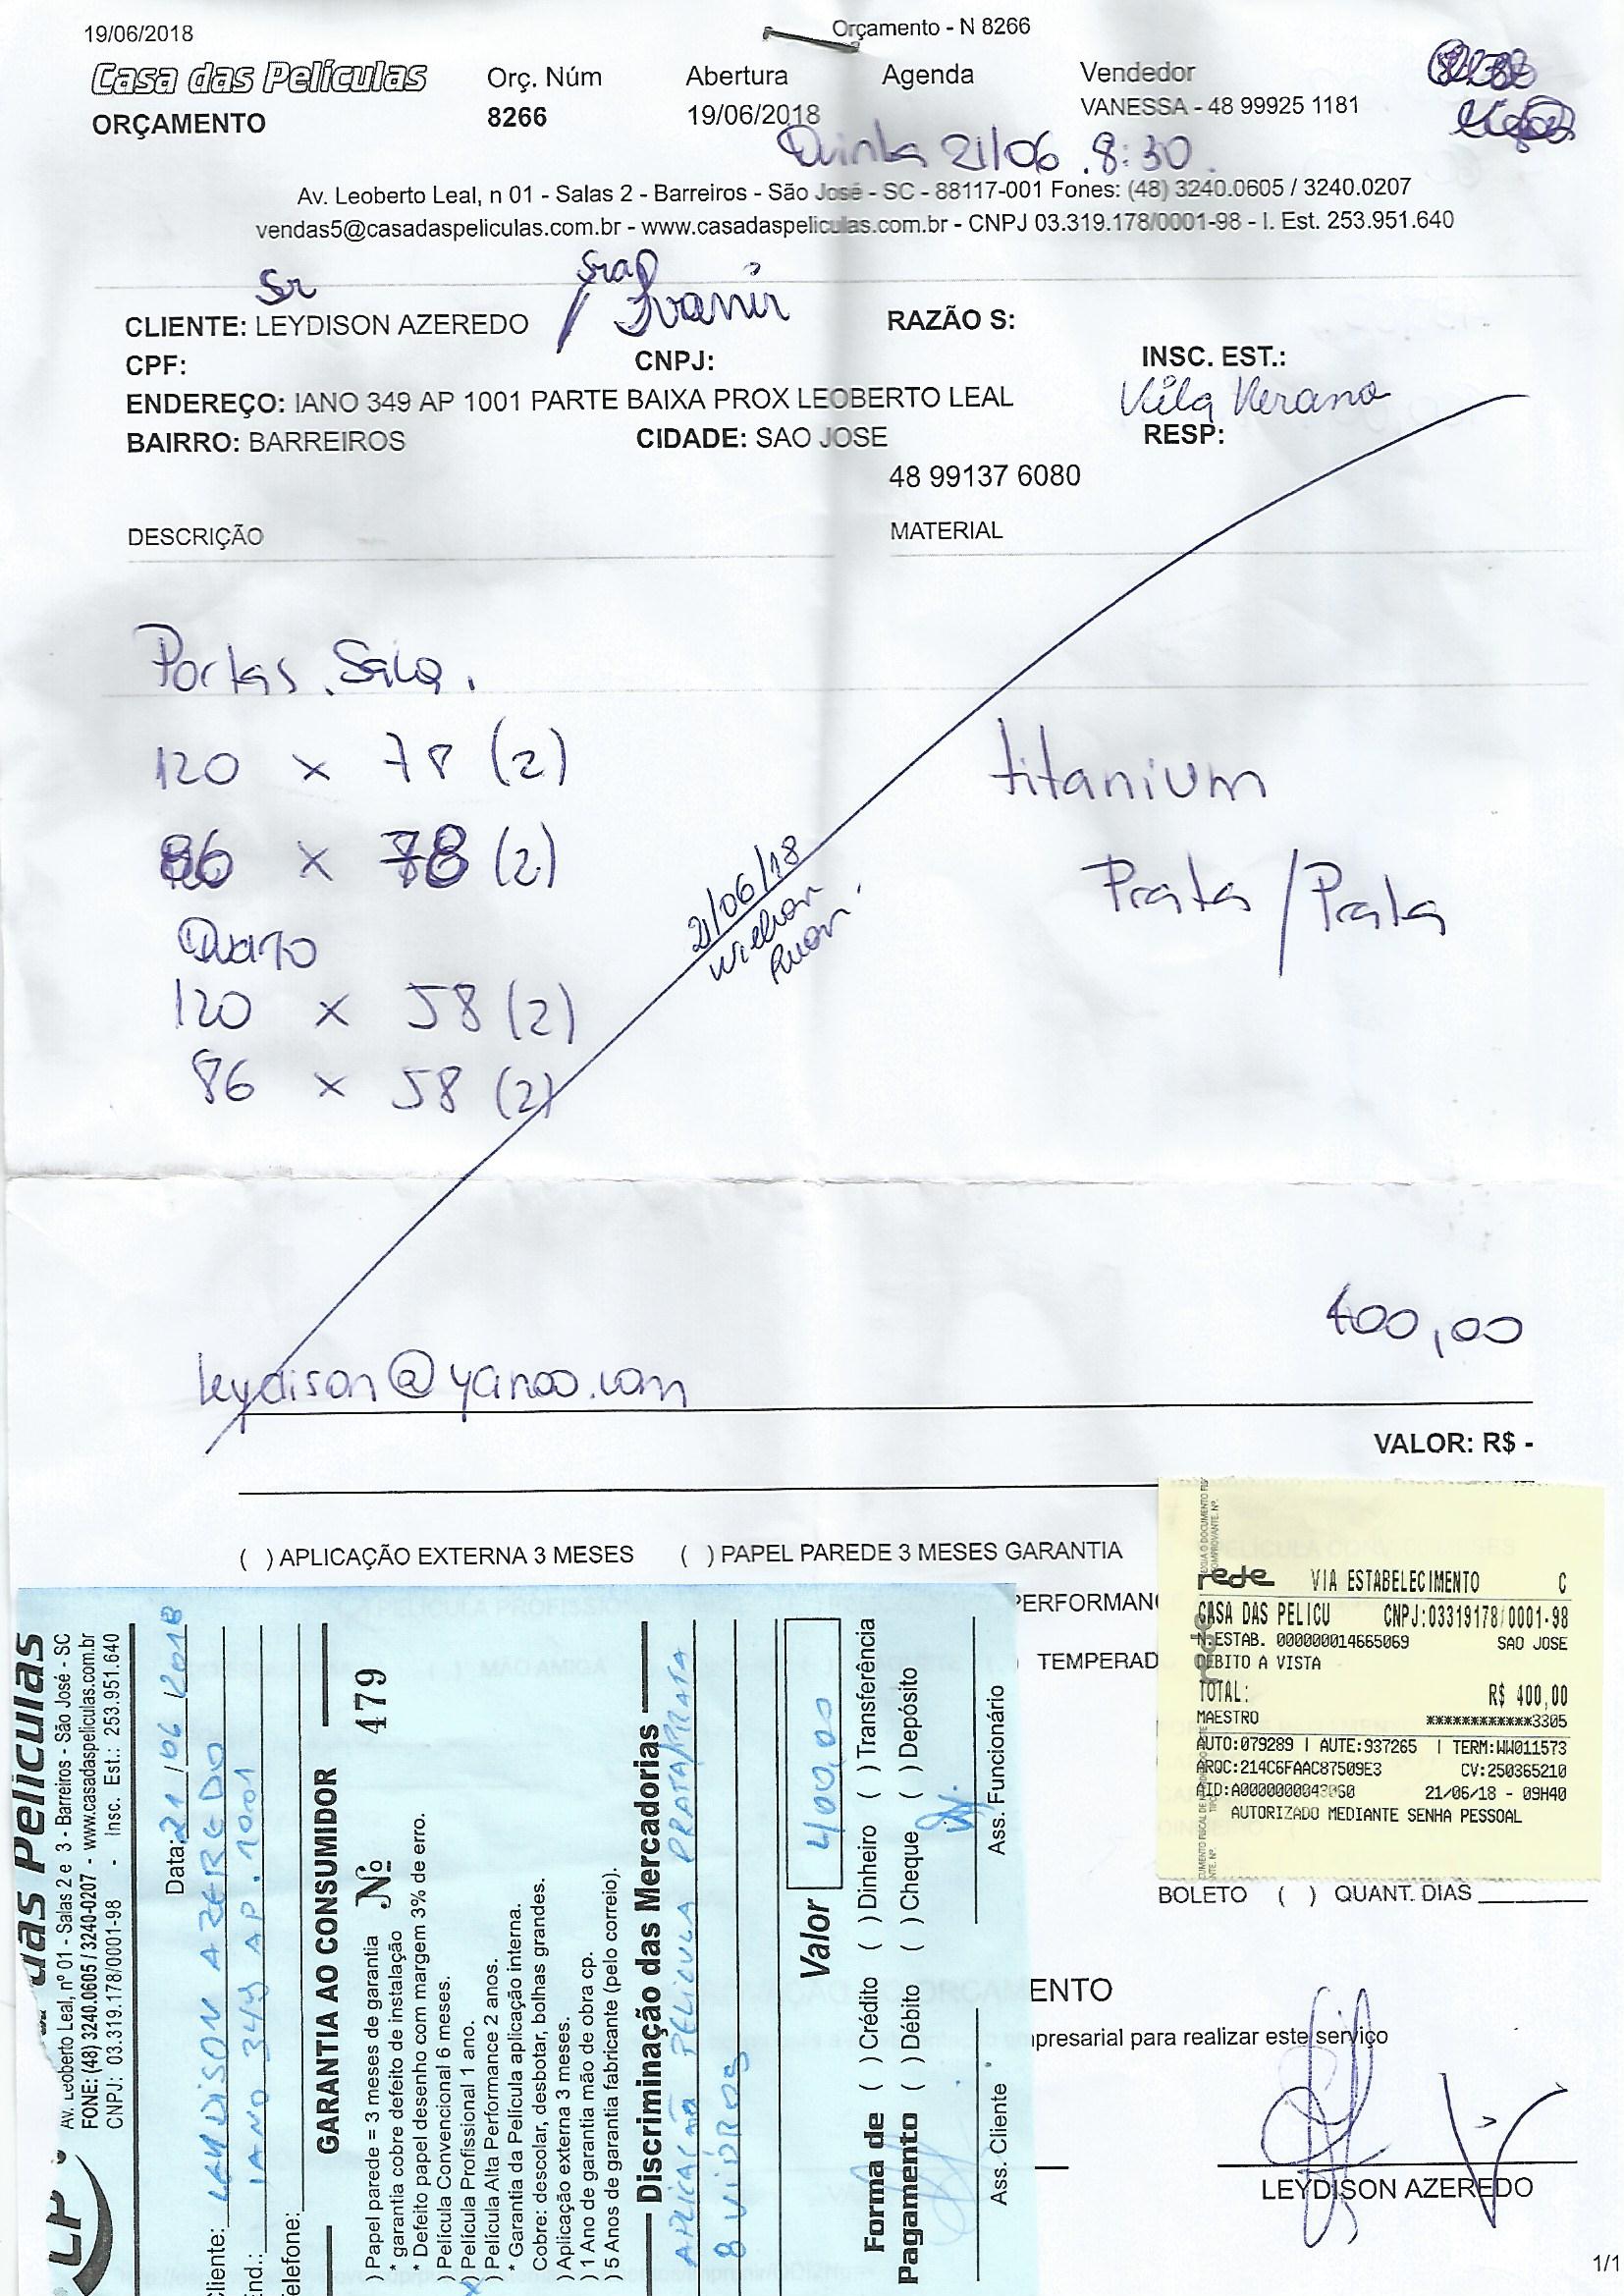 19/06/2018 Orçamento - N 8266
Casa das Películas Orç. Núm Abertura Agenda Vendedor
ORÇAMENTO 8266 19/06/2018 VANESSA - 48 99925 1181
Quinta 21/06 . 8:30.
Av. Leoberto Leal, n 01 - Salas 2 - Barreiros - São José - SC - 88117-001 Fones: (48) 3240.0605 / 3240.0207
vendas5@casadaspeliculas.com.br - www.casadaspeliculas.com.br - CNPJ 03.319.178/0001-98 - I. Est. 253.951.640
Sr / Sra Ivanir
CLIENTE: LEYDISON AZEREDO RAZÃO S:
CPF: CNPJ: INSC. EST.:
ENDEREÇO: IANO 349 AP 1001 PARTE BAIXA PROX LEOBERTO LEAL Vila Verano
BAIRRO: BARREIROS CIDADE: SAO JOSE RESP:
48 99137 6080
DESCRIÇÃO MATERIAL
Portas . Sala .
120 x 78 (2) titanium
86 x 78 (2) Prata / Prata
21/06/18
Quarto
120 x 58 (2)
86 x 58 (2)
400,00
leydison@yahoo.com
VALOR: R$ -
( ) APLICAÇÃO EXTERNA 3 MESES ( ) PAPEL PAREDE 3 MESES GARANTIA
PERFORMANC
TEMPERAD
rede VIA ESTABELECIMENTO C
CASA DAS PELICU CNPJ:03319178/0001-98
N.ESTAB. 000000014665069 SAO JOSE
DEBITO A VISTA
TOTAL: R$ 400,00
MAESTRO ************3305
AUTO:079289 | AUTE:937265 | TERM:WW011573
ARQC:214C6FAAC87509E3 CV:250365210
AID:A0000000043060 21/06/18 - 09H40
AUTORIZADO MEDIANTE SENHA PESSOAL
BOLETO ( ) QUANT. DIAS
ENTO
mpresarial para realizar este serviço
LEYDISON AZEREDO
1/1
das Películas
Av. Leoberto Leal, nº 01 - Salas 2 e 3 - Barreiros - São José - SC
FONE: (48) 3240.0605 / 3240-0207 - www.casadaspeliculas.com.br
CNPJ: 03.319.178/0001-98 - Insc. Est.: 253.951.640
Data: 21/06/2018
cliente: LEYDISON AZEREDO
End.: IANO 349 AP. 1001
elefone:
GARANTIA AO CONSUMIDOR
) Papel parede = 3 meses de garantia Nº 479
* garantia cobre defeito de instalação
* Defeito papel desenho com margem 3% de erro.
) Película Convencional 6 meses.
) Película Profissional 1 ano.
) Película Alta Performance 2 anos.
* Garantia da Película aplicação interna.
Cobre: descolar, desbotar, bolhas grandes.
) Aplicação externa 3 meses.
) 1 Ano de garantia mão de obra cp.
) 5 Anos de garantia fabricante (pelo correio).
Discriminação das Mercadorias
APLICAÇÃO PELICULA PRATA/PRATA
8 VIDROS
Valor 400,00
Forma de Pagamento ( ) Crédito ( ) Dinheiro ( ) Transferência
( ) Débito ( ) Cheque ( ) Depósito
Ass. Cliente Ass. Funcionário